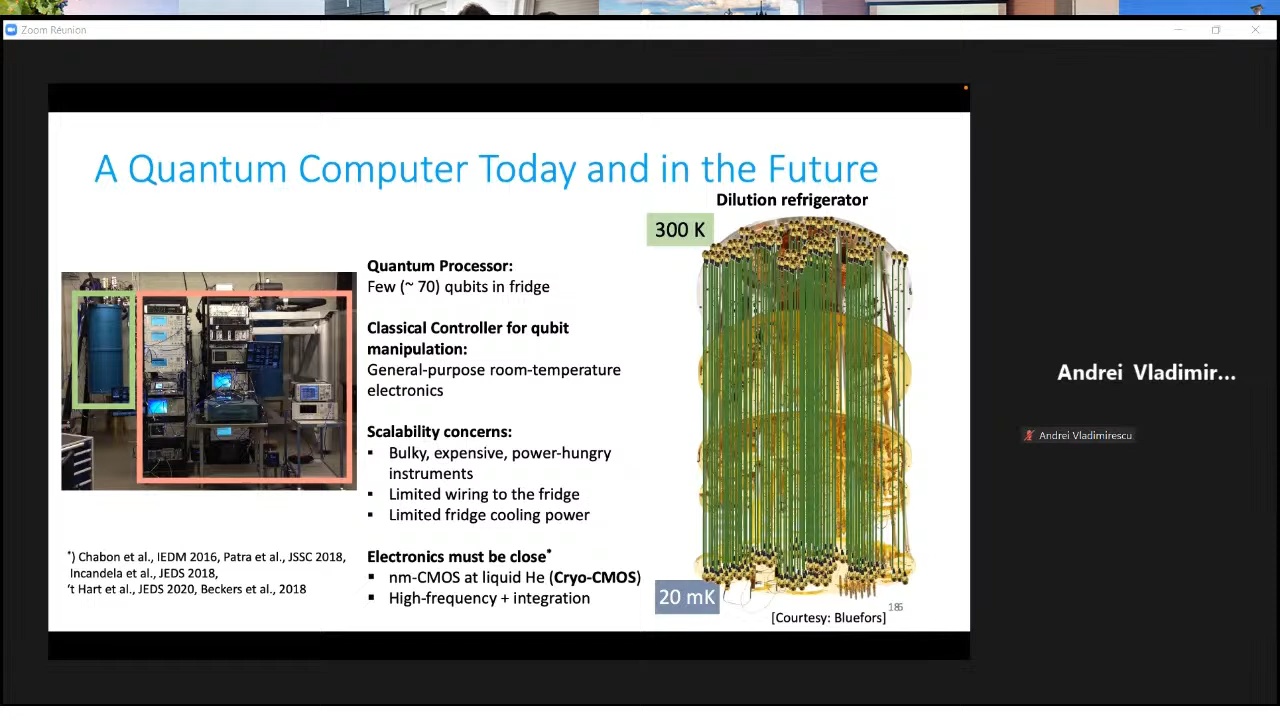 Zoom Réunion
A Quantum Computer Today and in the Future
Dilution refrigerator
300 K
Quantum Processor:
Few (~ 70) qubits in fridge
Classical Controller for qubit
manipulation:
General-purpose room-temperature
electronics
Scalability concerns:
▪ Bulky, expensive, power-hungry
instruments
▪ Limited wiring to the fridge
▪ Limited fridge cooling power
Electronics must be close*
▪ nm-CMOS at liquid He (Cryo-CMOS)
▪ High-frequency + integration
*) Chabon et al., IEDM 2016, Patra et al., JSSC 2018,
Incandela et al., JEDS 2018,
't Hart et al., JEDS 2020, Beckers et al., 2018
20 mK
[Courtesy: Bluefors]
186
Andrei Vladimir...
Andrei Vladimirescu